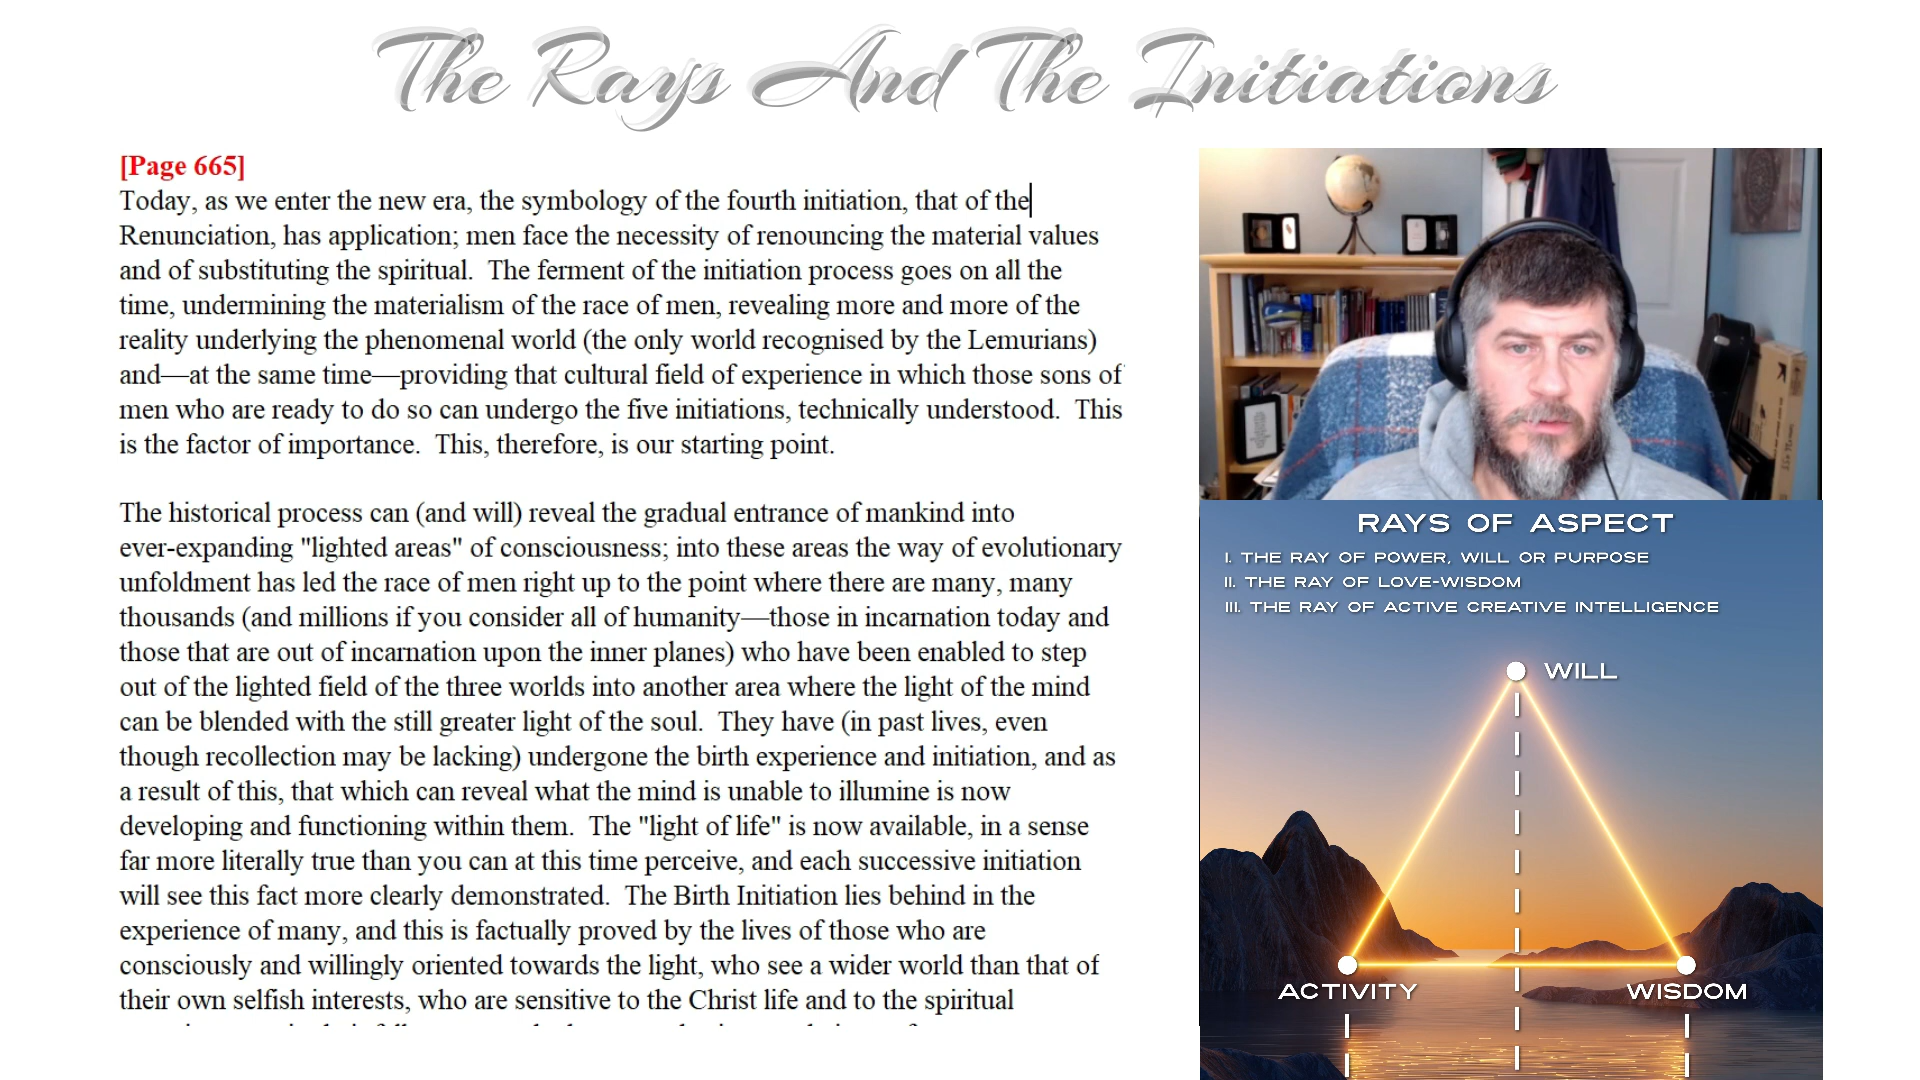 The Rays And The Initiations
[Page 665]
Today, as we enter the new era, the symbology of the fourth initiation, that of the
Renunciation, has application; men face the necessity of renouncing the material values
and of substituting the spiritual.  The ferment of the initiation process goes on all the
time, undermining the materialism of the race of men, revealing more and more of the
reality underlying the phenomenal world (the only world recognised by the Lemurians)
and—at the same time—providing that cultural field of experience in which those sons of
men who are ready to do so can undergo the five initiations, technically understood.  This
is the factor of importance.  This, therefore, is our starting point.
The historical process can (and will) reveal the gradual entrance of mankind into
ever-expanding "lighted areas" of consciousness; into these areas the way of evolutionary
unfoldment has led the race of men right up to the point where there are many, many
thousands (and millions if you consider all of humanity—those in incarnation today and
those that are out of incarnation upon the inner planes) who have been enabled to step
out of the lighted field of the three worlds into another area where the light of the mind
can be blended with the still greater light of the soul.  They have (in past lives, even
though recollection may be lacking) undergone the birth experience and initiation, and as
a result of this, that which can reveal what the mind is unable to illumine is now
developing and functioning within them.  The "light of life" is now available, in a sense
far more literally true than you can at this time perceive, and each successive initiation
will see this fact more clearly demonstrated.  The Birth Initiation lies behind in the
experience of many, and this is factually proved by the lives of those who are
consciously and willingly oriented towards the light, who see a wider world than that of
their own selfish interests, who are sensitive to the Christ life and to the spiritual
RAYS OF ASPECT
I. THE RAY OF POWER, WILL OR PURPOSE
II. THE RAY OF LOVE-WISDOM
III. THE RAY OF ACTIVE CREATIVE INTELLIGENCE
WILL
ACTIVITY
WISDOM